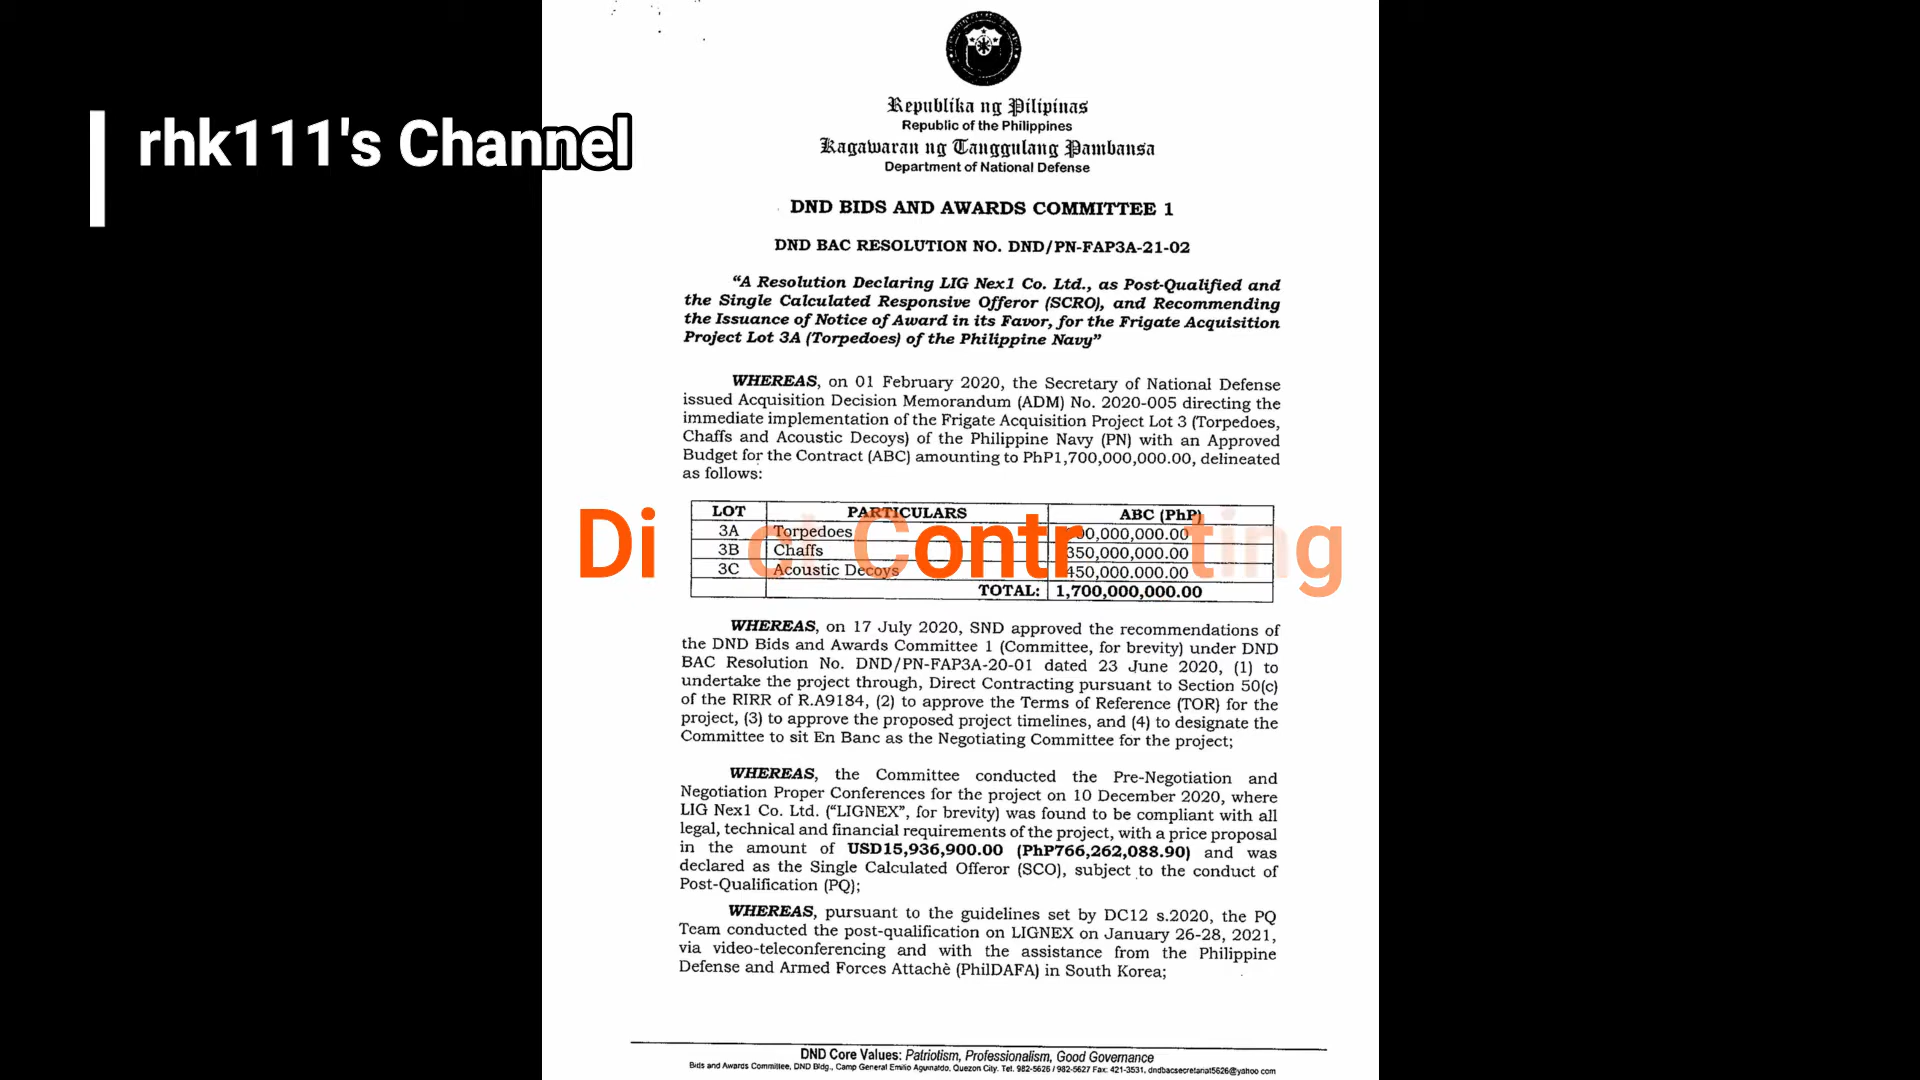 rhk111's Channel
Republika ng Pilipinas
Republic of the Philippines
Kagawaran ng Tanggulang Pambansa
Department of National Defense
DND BIDS AND AWARDS COMMITTEE 1
DND BAC RESOLUTION NO. DND/PN-FAP3A-21-02
“A Resolution Declaring LIG Nex1 Co. Ltd., as Post-Qualified and
the Single Calculated Responsive Offeror (SCRO), and Recommending
the Issuance of Notice of Award in its Favor, for the Frigate Acquisition
Project Lot 3A (Torpedoes) of the Philippine Navy”
WHEREAS, on 01 February 2020, the Secretary of National Defense
issued Acquisition Decision Memorandum (ADM) No. 2020-005 directing the
immediate implementation of the Frigate Acquisition Project Lot 3 (Torpedoes,
Chaffs and Acoustic Decoys) of the Philippine Navy (PN) with an Approved
Budget for the Contract (ABC) amounting to PhP1,700,000,000.00, delineated
as follows:
LOT PARTICULARS ABC (PhP)
3A Torpedoes 00,000,000.00
3B Chaffs 350,000,000.00
3C Acoustic Decoys 450,000.000.00
TOTAL: 1,700,000,000.00
Di ct Contr ting
WHEREAS, on 17 July 2020, SND approved the recommendations of
the DND Bids and Awards Committee 1 (Committee, for brevity) under DND
BAC Resolution No. DND/PN-FAP3A-20-01 dated 23 June 2020, (1) to
undertake the project through, Direct Contracting pursuant to Section 50(c)
of the RIRR of R.A9184, (2) to approve the Terms of Reference (TOR) for the
project, (3) to approve the proposed project timelines, and (4) to designate the
Committee to sit En Banc as the Negotiating Committee for the project;
WHEREAS, the Committee conducted the Pre-Negotiation and
Negotiation Proper Conferences for the project on 10 December 2020, where
LIG Nex1 Co. Ltd. (“LIGNEX”, for brevity) was found to be compliant with all
legal, technical and financial requirements of the project, with a price proposal
in the amount of USD15,936,900.00 (PhP766,262,088.90) and was
declared as the Single Calculated Offeror (SCO), subject to the conduct of
Post-Qualification (PQ);
WHEREAS, pursuant to the guidelines set by DC12 s.2020, the PQ
Team conducted the post-qualification on LIGNEX on January 26-28, 2021,
via video-teleconferencing and with the assistance from the Philippine
Defense and Armed Forces Attachè (PhilDAFA) in South Korea;
DND Core Values: Patriotism, Professionalism, Good Governance
Bids and Awards Committee, DND Bldg., Camp General Emilio Aguinaldo, Quezon City. Tel. 982-5626 / 982-5627 Fax: 421-3531, dndbacsecretariat5626@yahoo.com